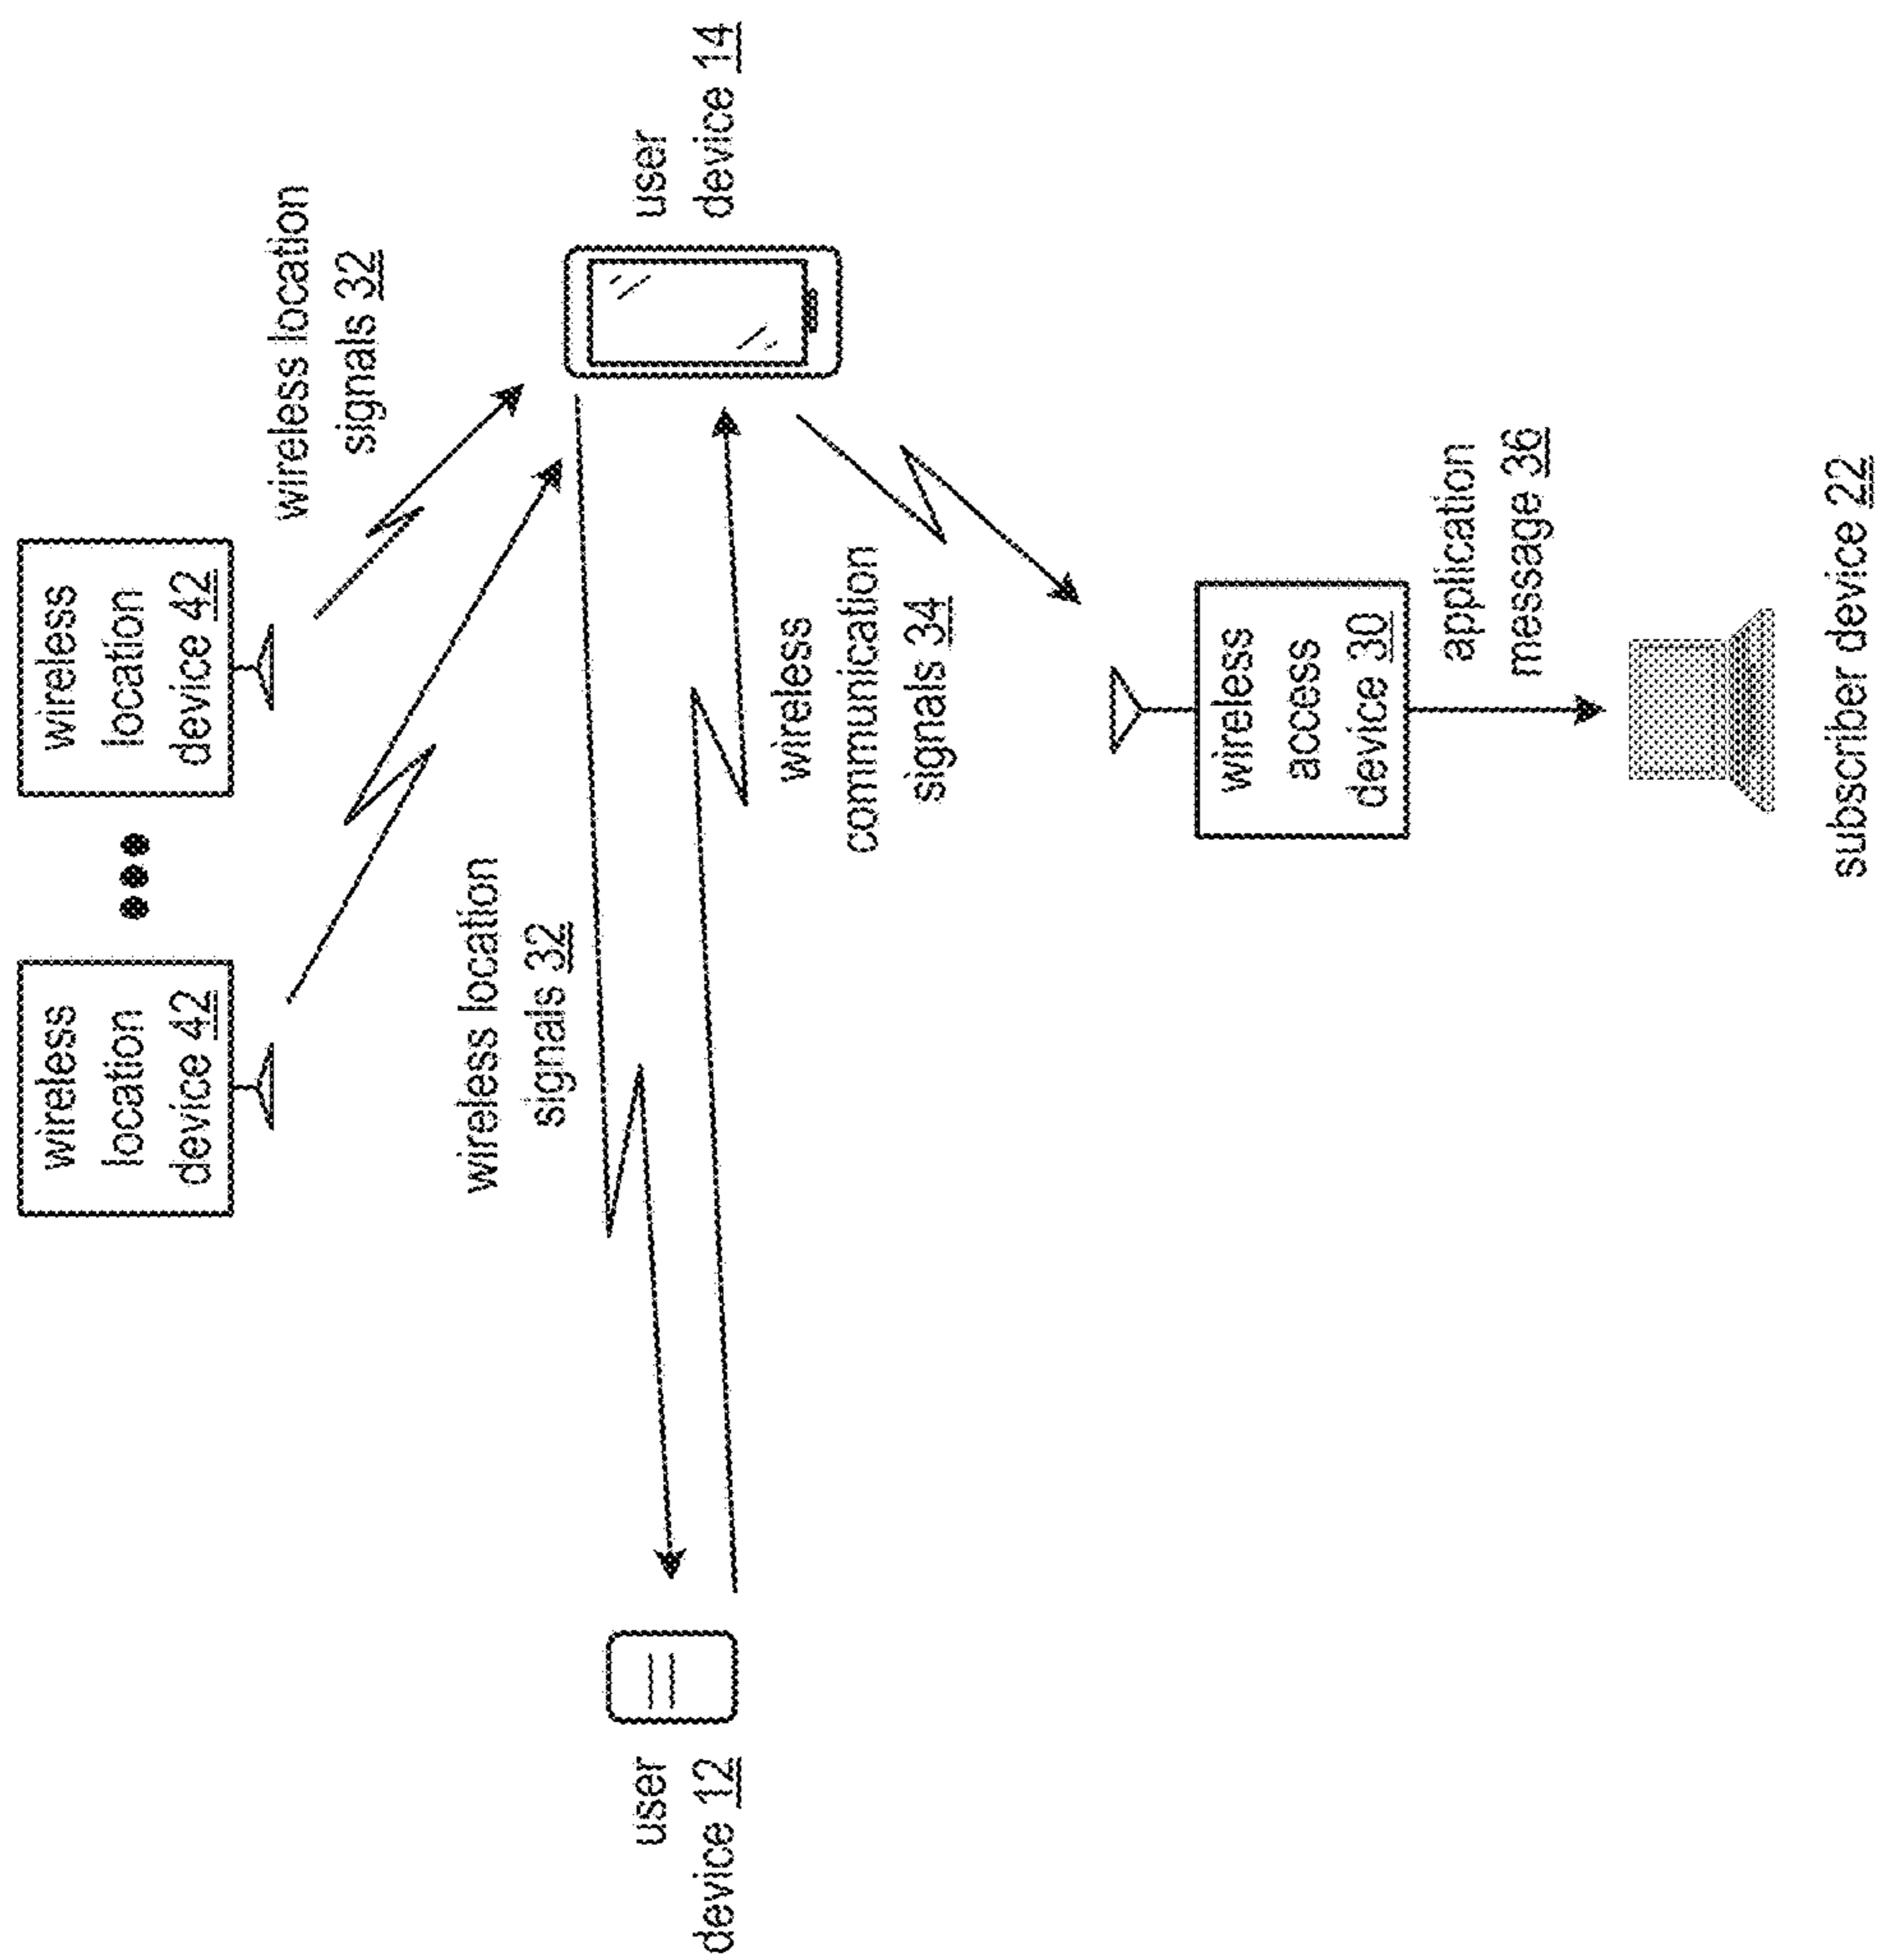 wireless
location
device 42
wireless
location
device 42
wireless location
signals 32
wireless location
signals 32
user
device 12
user
device 14
wireless
communication
signals 34
wireless
access
device 30
application
message 36
subscriber device 22